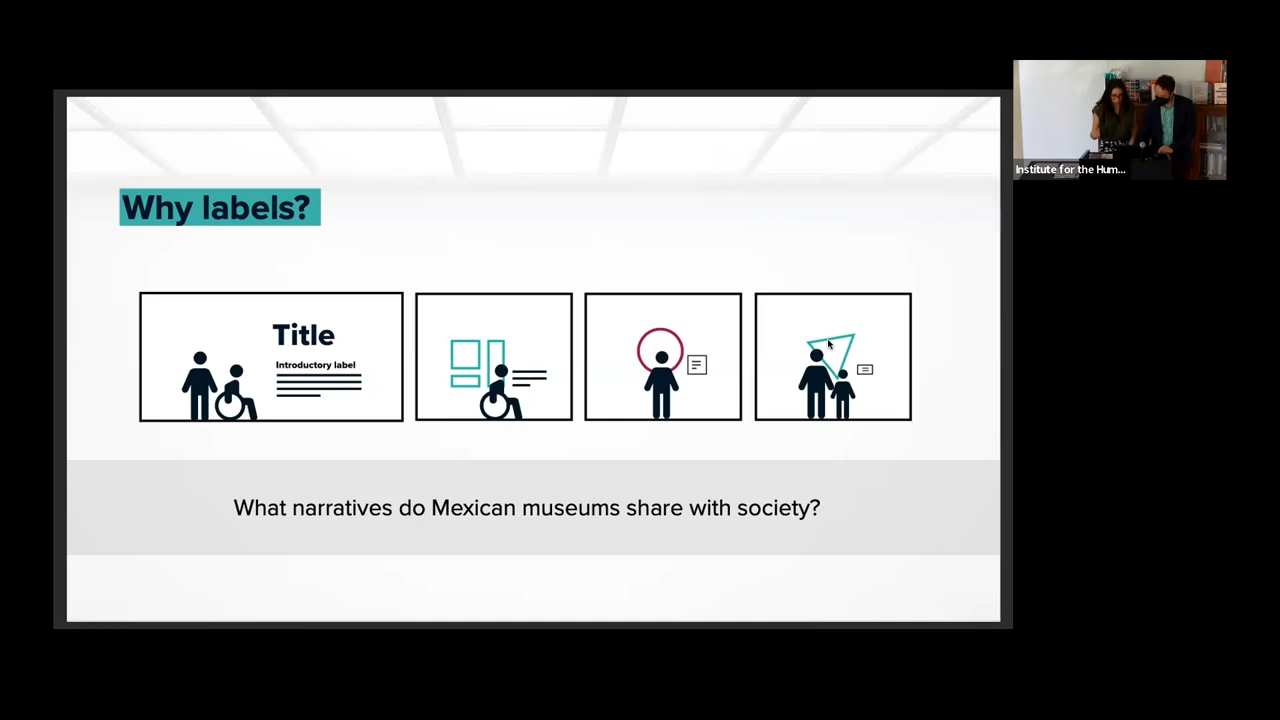 Why labels?
Title
Introductory label
What narratives do Mexican museums share with society?
Institute for the Hum...